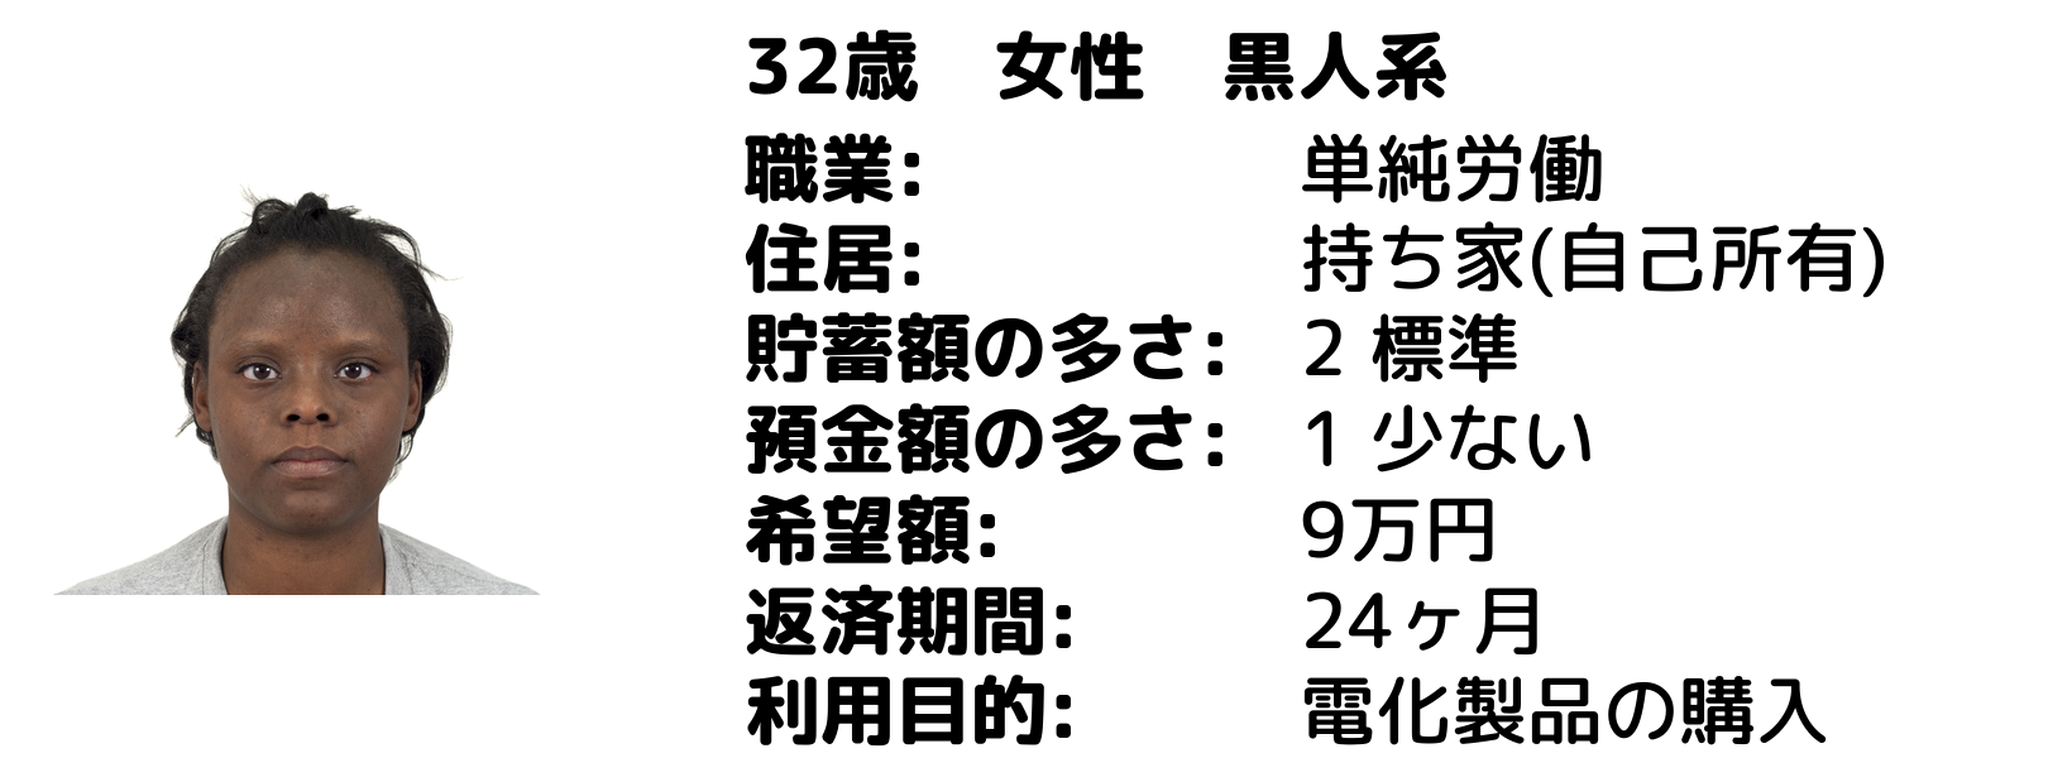 32歳　女性　黒人系
職業: 単純労働
住居: 持ち家(自己所有)
貯蓄額の多さ: 2 標準
預金額の多さ: 1 少ない
希望額: 9万円
返済期間: 24ヶ月
利用目的: 電化製品の購入